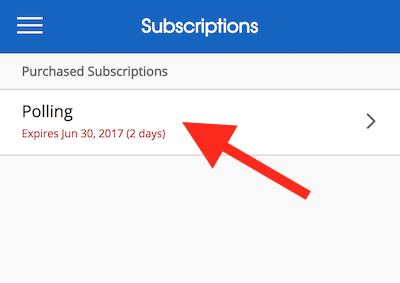 Subscriptions
Purchased Subscriptions
Polling
Expires Jun 30, 2017 (2 days)